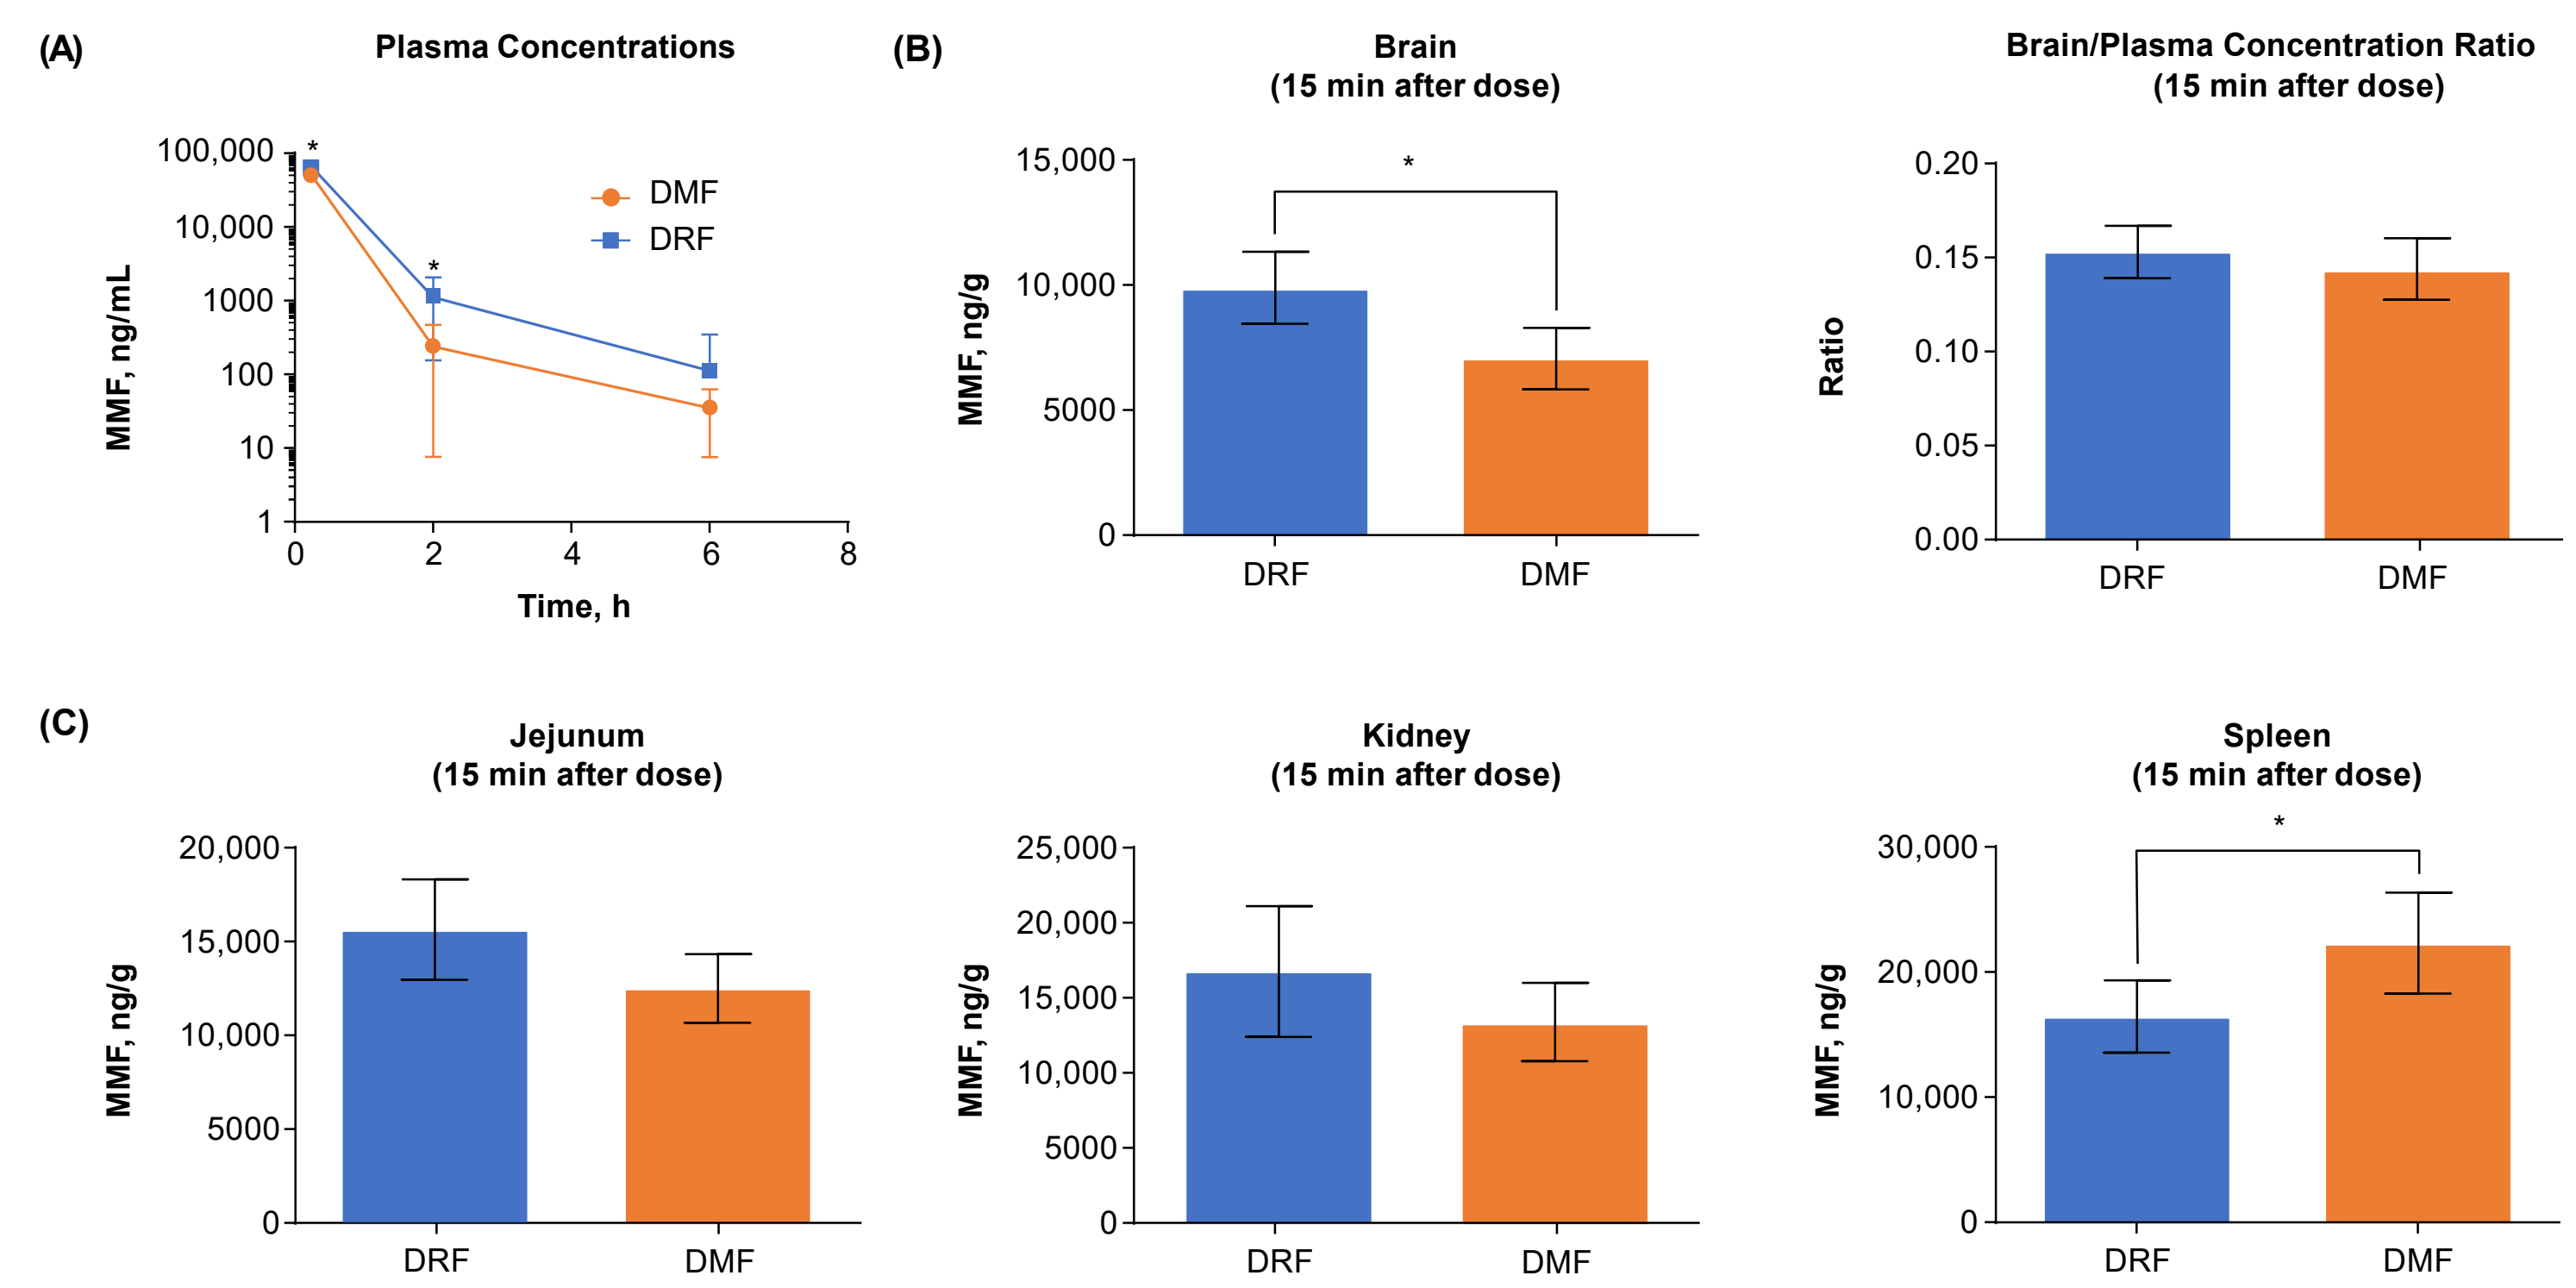 (A)
Plasma Concentrations
100,000
10,000
1000
100
10
1
MMF, ng/mL
*
*
DMF
DRF
0 2 4 6 8
Time, h
(B)
Brain
(15 min after dose)
15,000
10,000
5000
0
MMF, ng/g
*
DRF DMF
Brain/Plasma Concentration Ratio
(15 min after dose)
0.20
0.15
0.10
0.05
0.00
Ratio
DRF DMF
(C)
Jejunum
(15 min after dose)
20,000
15,000
10,000
5000
0
MMF, ng/g
DRF DMF
Kidney
(15 min after dose)
25,000
20,000
15,000
10,000
5000
0
MMF, ng/g
DRF DMF
Spleen
(15 min after dose)
*
30,000
20,000
10,000
0
MMF, ng/g
DRF DMF